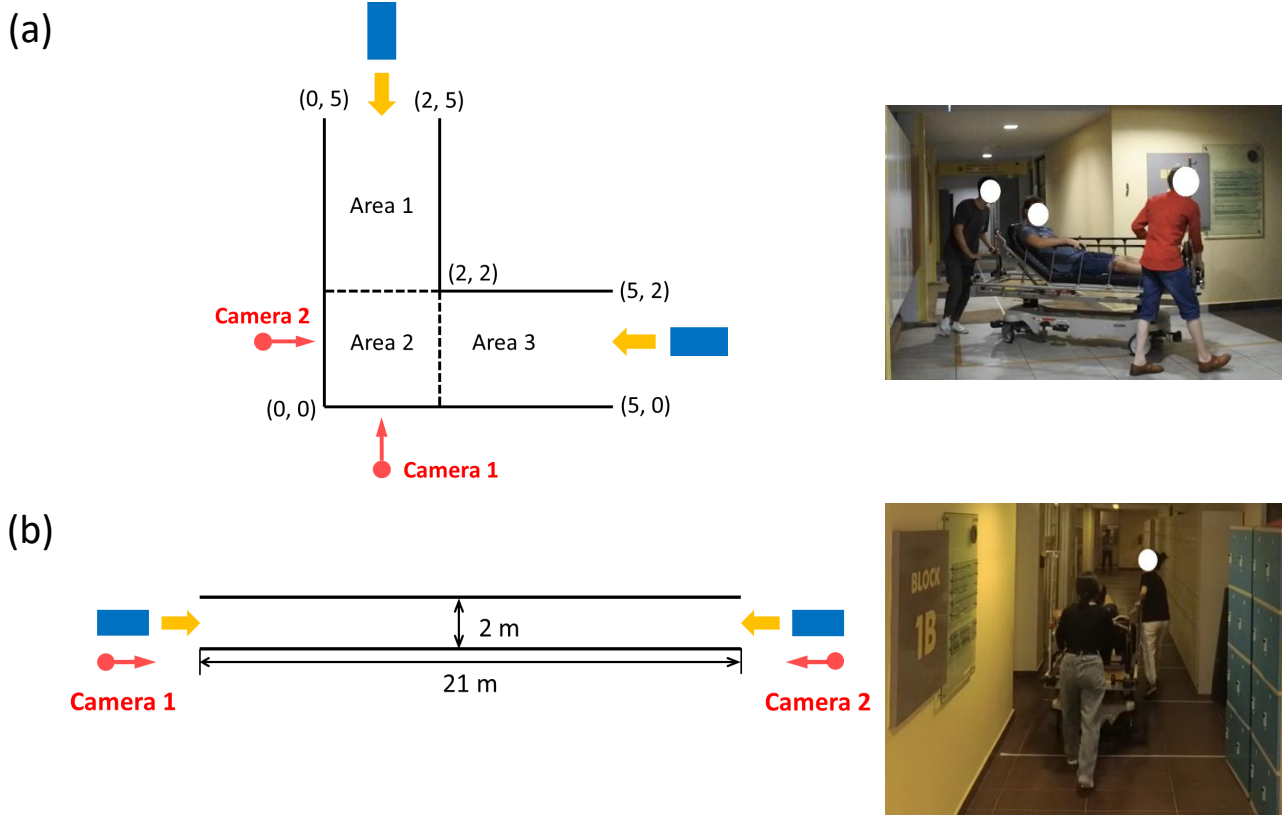 (a)
(0, 5)
(2, 5)
Area 1
(2, 2)
(5, 2)
Camera 2
Area 2
Area 3
(0, 0)
(5, 0)
Camera 1
(b)
2 m
21 m
Camera 1
Camera 2
BLOCK
1B